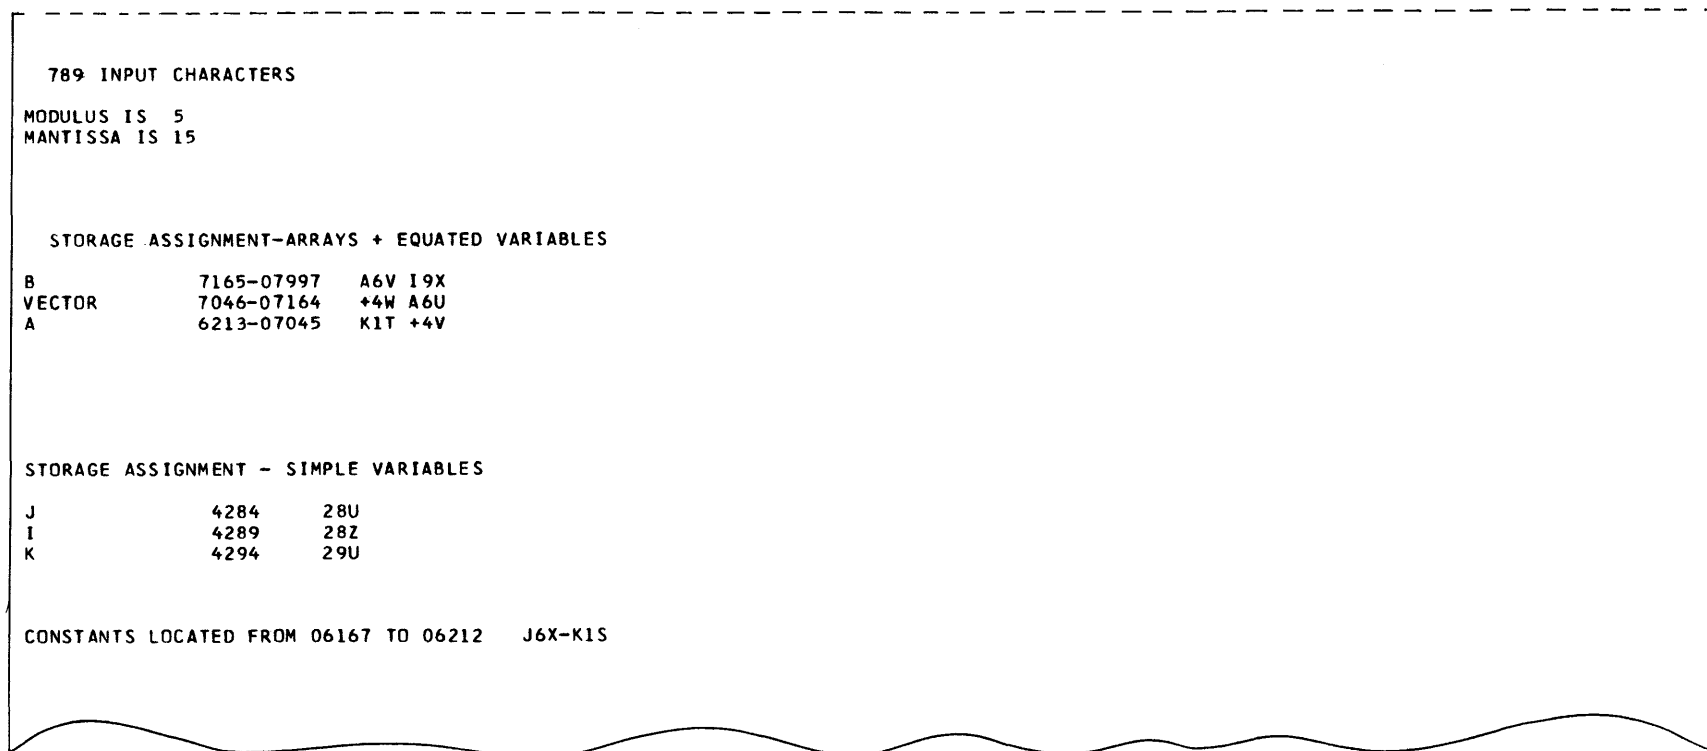 789 INPUT CHARACTERS
MODULUS IS 5
MANTISSA IS 15
STORAGE ASSIGNMENT-ARRAYS + EQUATED VARIABLES
B 7165-07997 A6V I9X
VECTOR 7046-07164 +4W A6U
A 6213-07045 K1T +4V
STORAGE ASSIGNMENT - SIMPLE VARIABLES
J 4284 28U
I 4289 28Z
K 4294 29U
CONSTANTS LOCATED FROM 06167 TO 06212 J6X-K1S